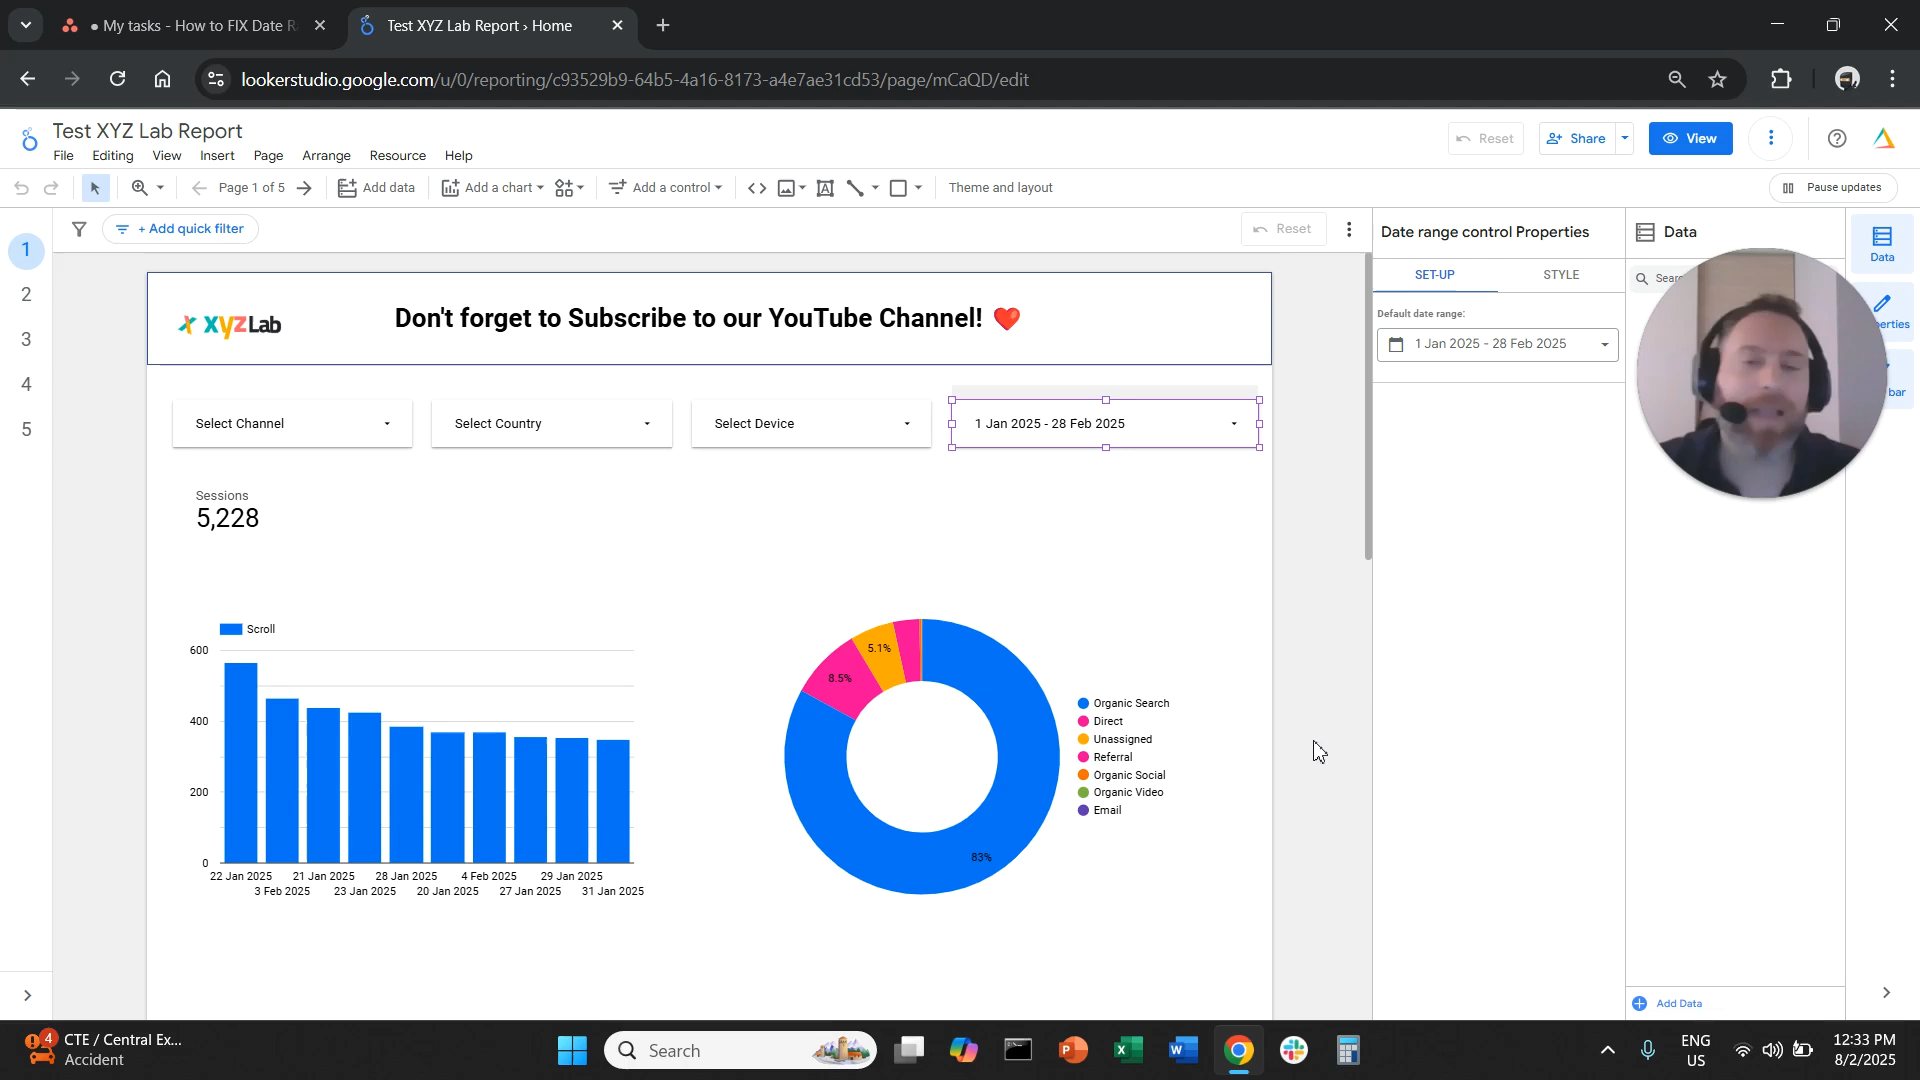 My tasks - How to FIX Date R
Test XYZ Lab Report › Home
lookerstudio.google.com/u/0/reporting/c93529b9-64b5-4a16-8173-a4e7ae31cd53/page/mCaQD/edit
Test XYZ Lab Report
File Editing View Insert Page Arrange Resource Help
Reset Share View
Page 1 of 5 Add data Add a chart Add a control Theme and layout Pause updates
1
2
3
4
5
+ Add quick filter
Reset
XYZLab
Don't forget to Subscribe to our YouTube Channel! ❤️
Select Channel
Select Country
Select Device
1 Jan 2025 - 28 Feb 2025
Sessions
5,228
Scroll
600
400
200
0
22 Jan 2025 21 Jan 2025 28 Jan 2025 4 Feb 2025 29 Jan 2025
3 Feb 2025 23 Jan 2025 20 Jan 2025 27 Jan 2025 31 Jan 2025
5.1%
8.5%
83%
Organic Search
Direct
Unassigned
Referral
Organic Social
Organic Video
Email
Date range control Properties
SET-UP STYLE
Default date range:
1 Jan 2025 - 28 Feb 2025
Data
Sear
Add Data
Data
erties
bar
4
CTE / Central Ex...
Accident
Search
ENG
US
12:33 PM
8/2/2025